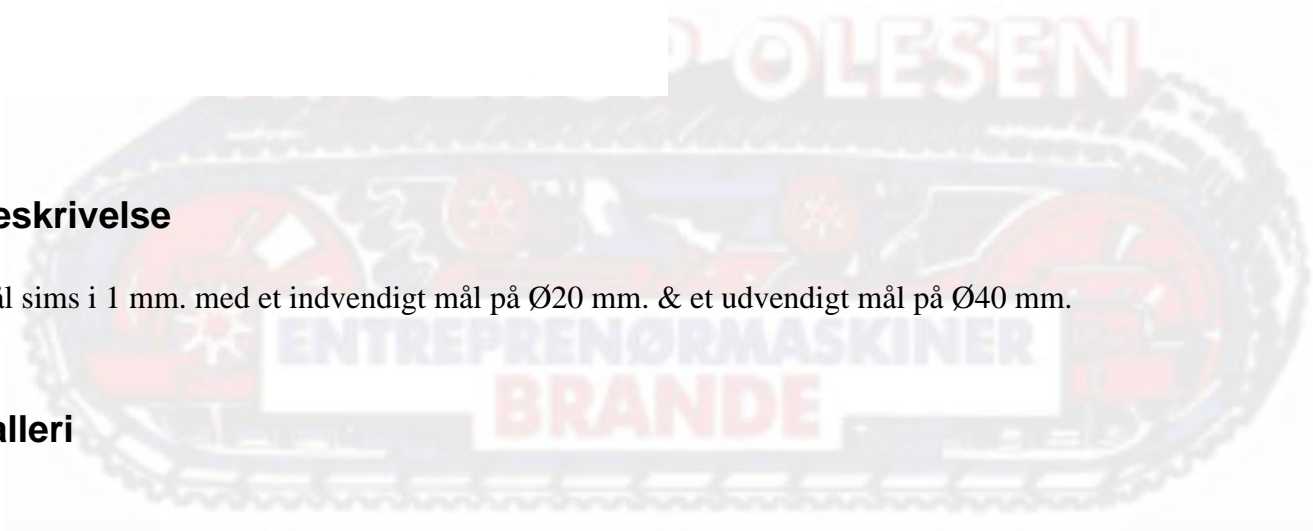 P OLESEN
eskrivelse
ål sims i 1 mm. med et indvendigt mål på Ø20 mm. & et udvendigt mål på Ø40 mm.
ENTREPRENØRMASKINER
BRANDE
alleri